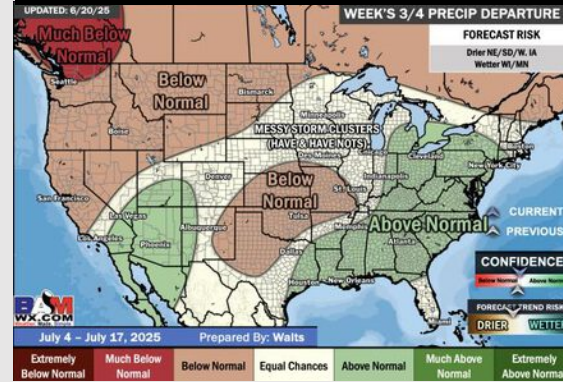 UPDATED: 6/20/25
WEEK'S 3/4 PRECIP DEPARTURE
FORECAST RISK
Drier NE/SD/W. IA
Wetter WI/MN
Much Below
Normal
Seattle
Below
Normal
Bismarck
Minneapolis
Boise
MESSY STORM CLUSTERS
(HAVE & HAVE NOTS)
Des Moines
Cleveland
Boston
New York City
Denver
Indianapolis
San Francisco
Below
Normal
St. Louis
Las Vegas
Tulsa
Los Angeles
Albuquerque
Memphis
Above Normal
Phoenix
Atlanta
Dallas
CURRENT
PREVIOUS
Houston
New Orleans
CONFIDENCE
Below Normal
Above Normal
FORECAST TREND RISK
DRIER
WETTER
BAM
WX.COM
July 4 – July 17, 2025
Prepared By: Walts
Extremely
Below Normal
Much Below
Normal
Below Normal
Equal Chances
Above Normal
Much Above
Normal
Extremely
Above Normal